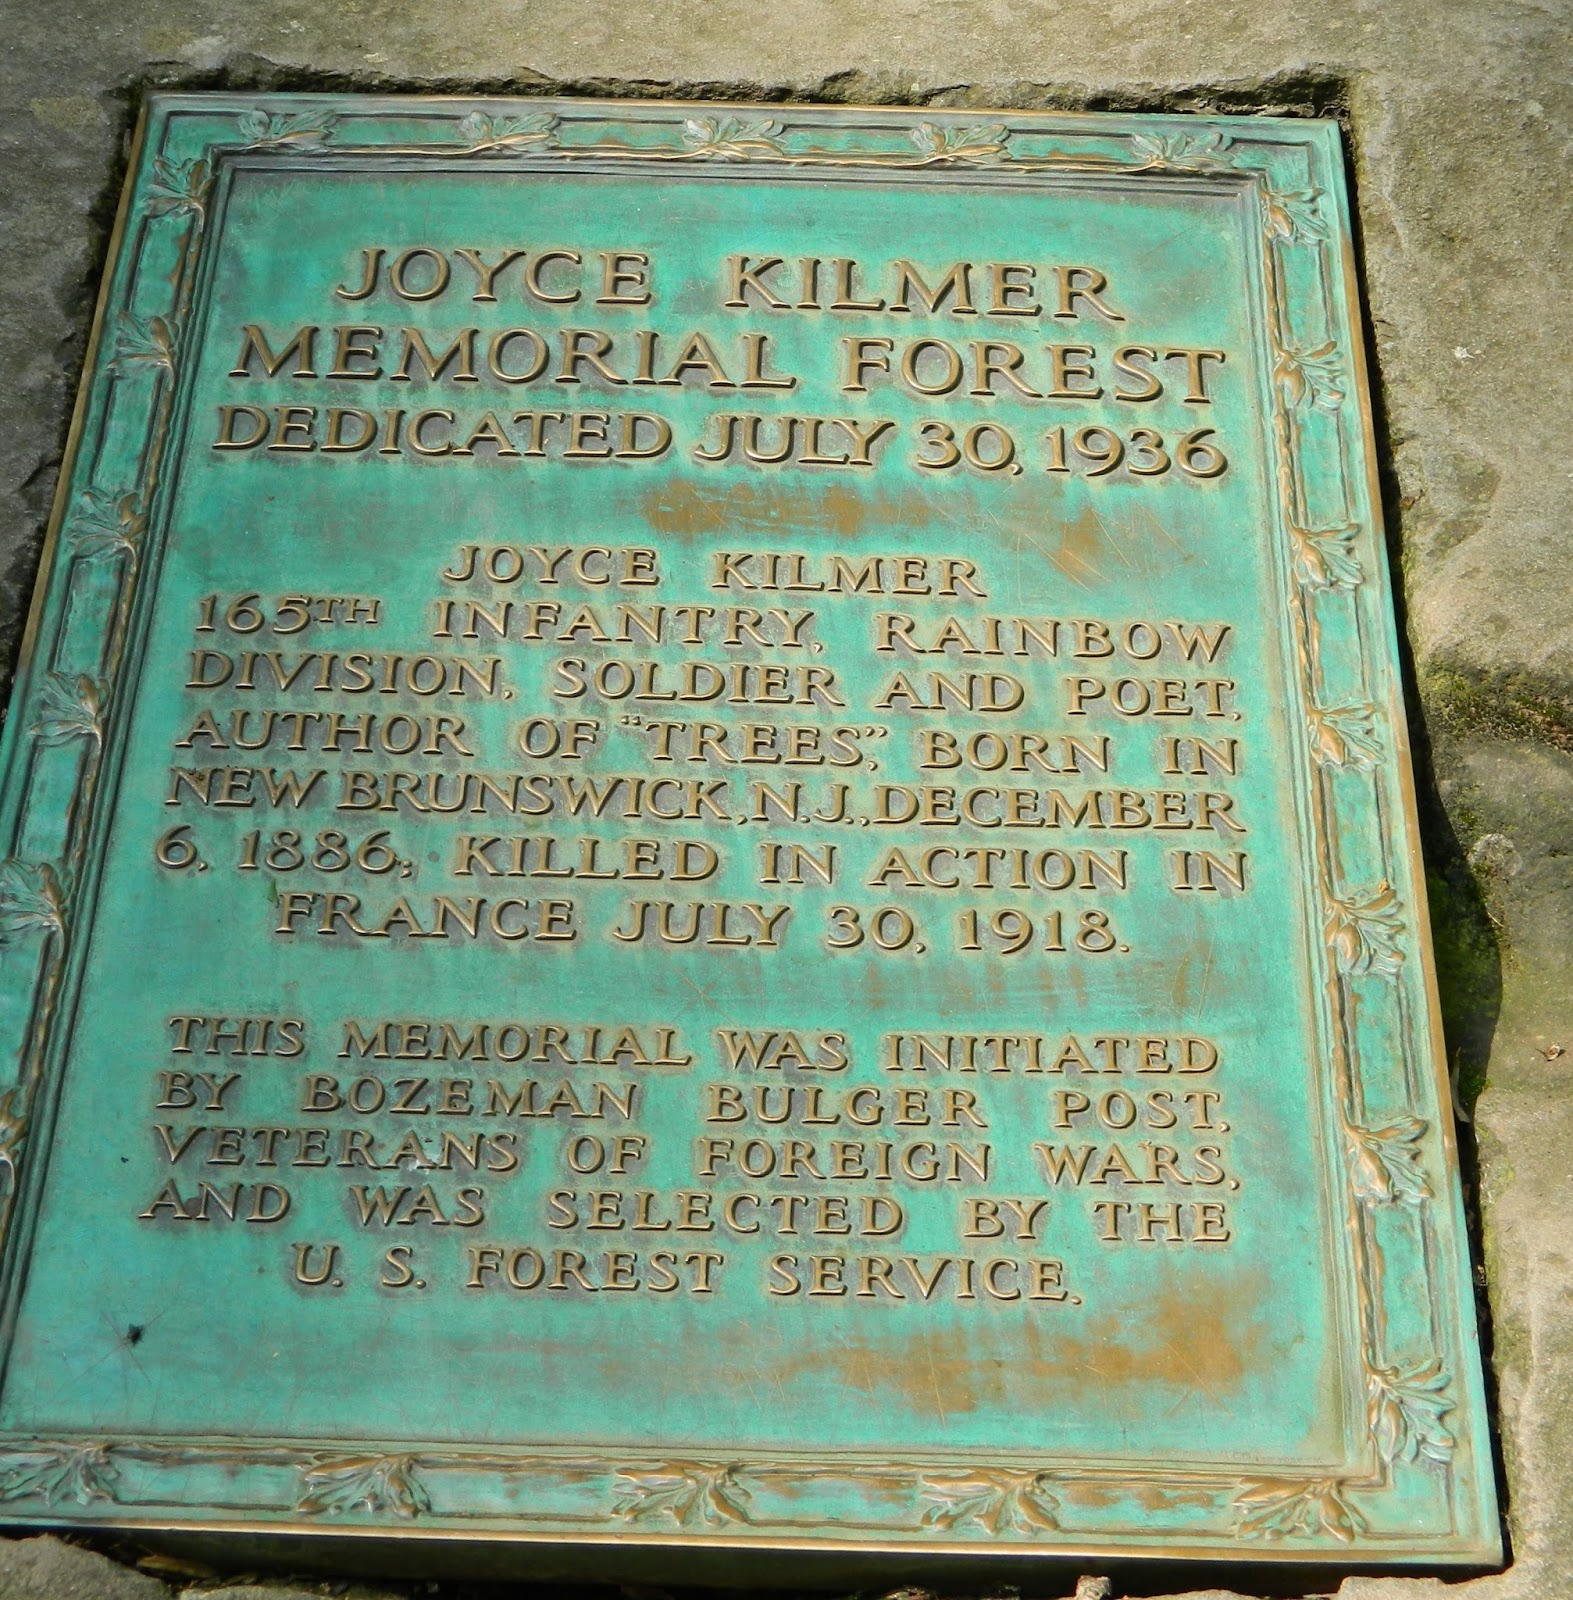 JOYCE KILMER
MEMORIAL FOREST
DEDICATED JULY 30, 1936
JOYCE KILMER
165TH INFANTRY, RAINBOW
DIVISION, SOLDIER AND POET,
AUTHOR OF "TREES", BORN IN
NEW BRUNSWICK, N.J., DECEMBER
6, 1886; KILLED IN ACTION IN
FRANCE JULY 30, 1918.
THIS MEMORIAL WAS INITIATED
BY BOZEMAN BULGER POST,
VETERANS OF FOREIGN WARS,
AND WAS SELECTED BY THE
U. S. FOREST SERVICE.